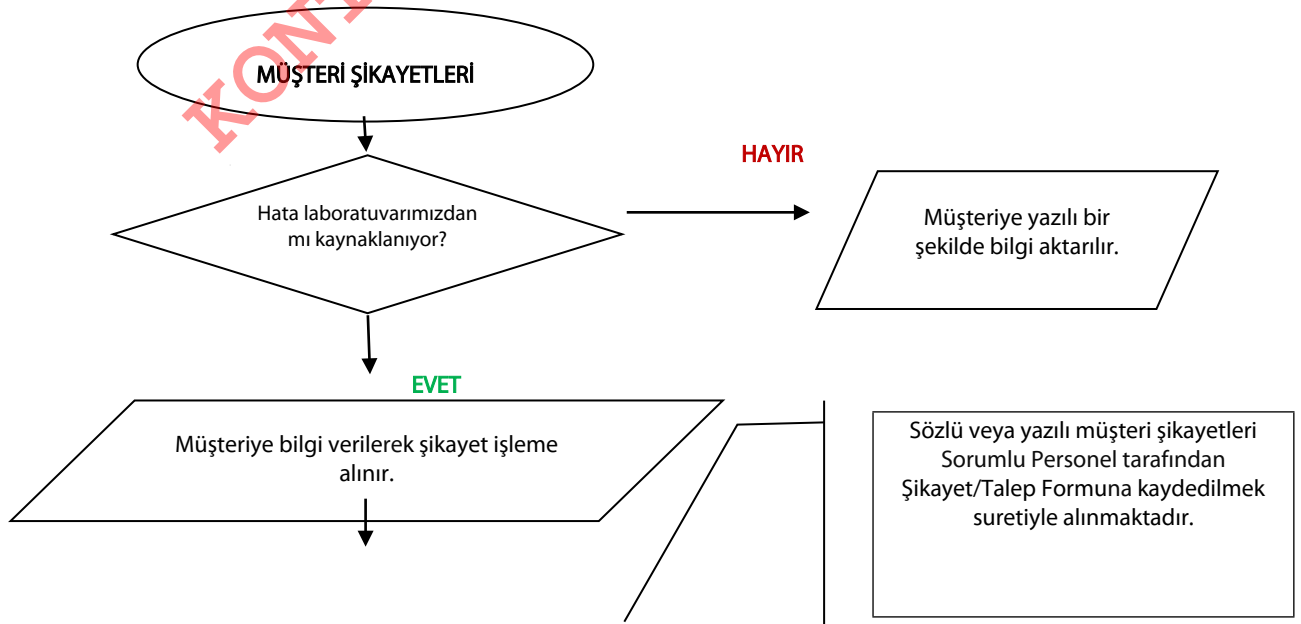 MÜŞTERİ ŞİKAYETLERİ
HAYIR
Hata laboratuvarımızdan
mı kaynaklanıyor?
Müşteriye yazılı bir
şekilde bilgi aktarılır.
EVET
Müşteriye bilgi verilerek şikayet işleme
alınır.
Sözlü veya yazılı müşteri şikayetleri
Sorumlu Personel tarafından
Şikayet/Talep Formuna kaydedilmek
suretiyle alınmaktadır.